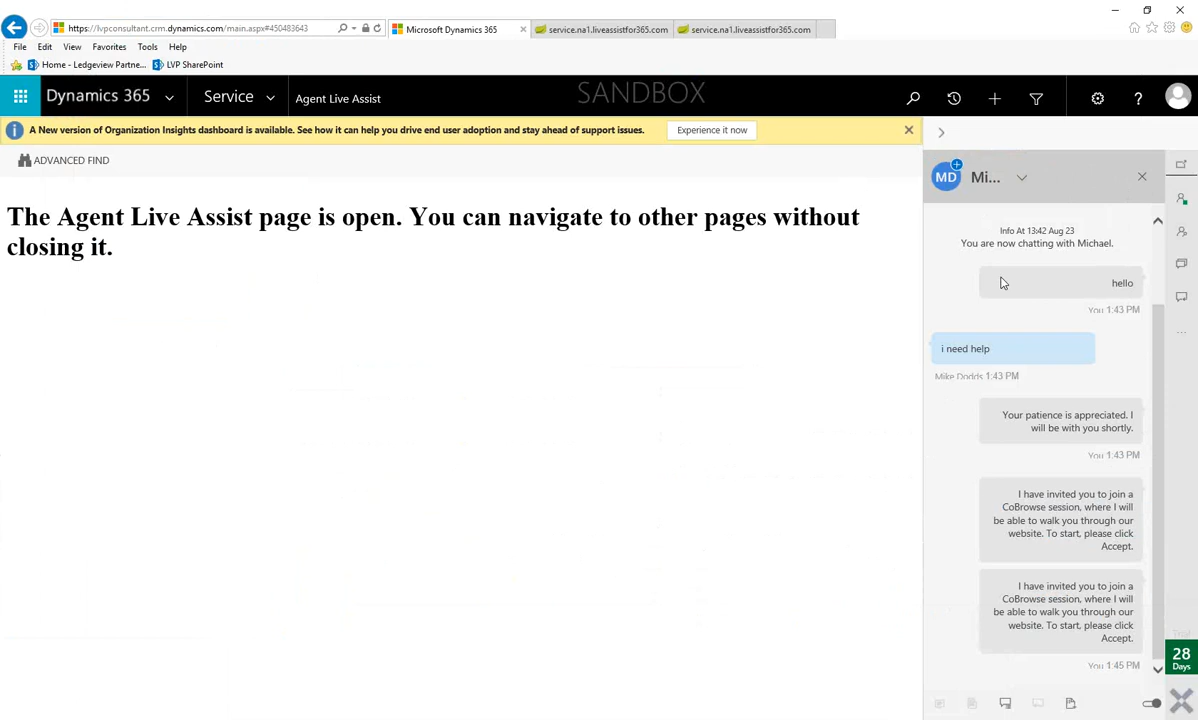 https://lvpconsultant.crm.dynamics.com/main.aspx#450483643
Microsoft Dynamics 365
service.na1.liveassistfor365.com
service.na1.liveassistfor365.com
File Edit View Favorites Tools Help
Home - Ledgeview Partne...
LVP SharePoint
Dynamics 365
Service
Agent Live Assist
SANDBOX
A New version of Organization Insights dashboard is available. See how it can help you drive end user adoption and stay ahead of support issues.
Experience it now
ADVANCED FIND
The Agent Live Assist page is open. You can navigate to other pages without
closing it.
MD
Mi...
Info At 13:42 Aug 23
You are now chatting with Michael.
hello
You 1:43 PM
i need help
Mike Dodds 1:43 PM
Your patience is appreciated. I
will be with you shortly.
You 1:43 PM
I have invited you to join a
CoBrowse session, where I will
be able to walk you through our
website. To start, please click
Accept.
I have invited you to join a
CoBrowse session, where I will
be able to walk you through our
website. To start, please click
Accept.
You 1:45 PM
28
Days